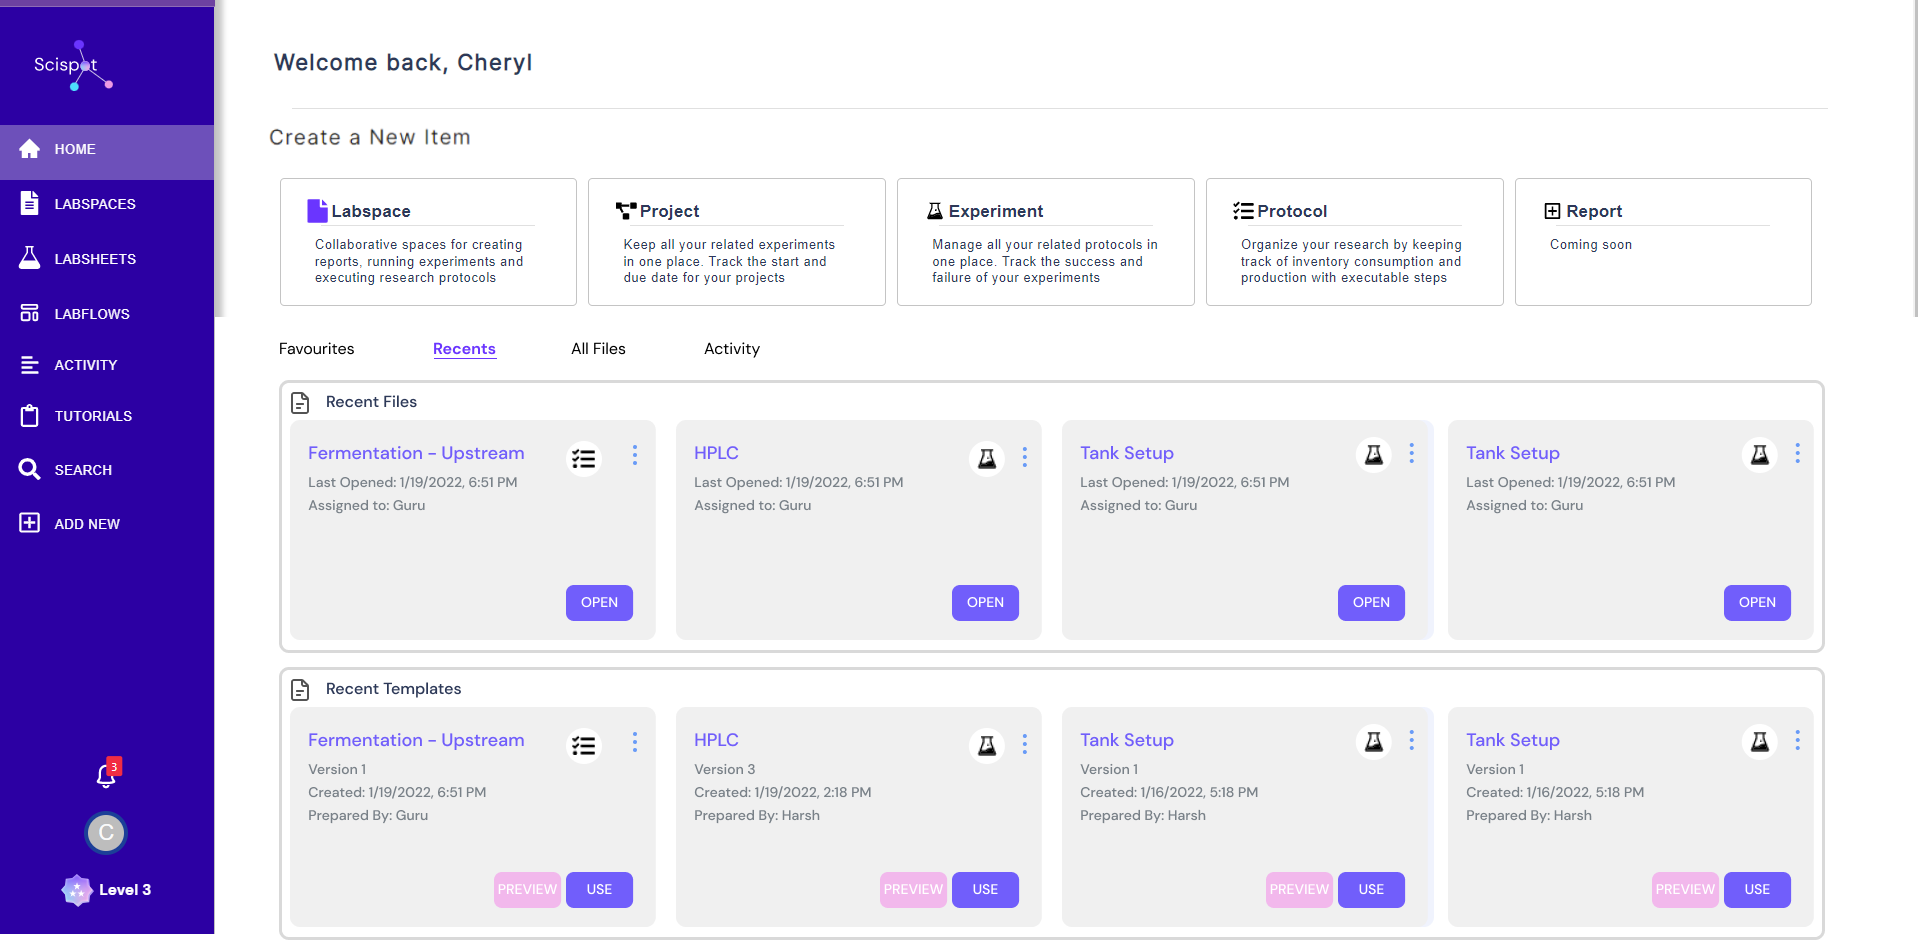 Scispot
HOME
LABSPACES
LABSHEETS
LABFLOWS
ACTIVITY
TUTORIALS
SEARCH
ADD NEW
3
C
Level 3
Welcome back, Cheryl
Create a New Item
Labspace
Collaborative spaces for creating
reports, running experiments and
executing research protocols
Project
Keep all your related experiments
in one place. Track the start and
due date for your projects
Experiment
Manage all your related protocols in
one place. Track the success and
failure of your experiments
Protocol
Organize your research by keeping
track of inventory consumption and
production with executable steps
Report
Coming soon
Favourites
Recents
All Files
Activity
Recent Files
Fermentation - Upstream
Last Opened: 1/19/2022, 6:51 PM
Assigned to: Guru
OPEN
HPLC
Last Opened: 1/19/2022, 6:51 PM
Assigned to: Guru
OPEN
Tank Setup
Last Opened: 1/19/2022, 6:51 PM
Assigned to: Guru
OPEN
Tank Setup
Last Opened: 1/19/2022, 6:51 PM
Assigned to: Guru
OPEN
Recent Templates
Fermentation - Upstream
Version 1
Created: 1/19/2022, 6:51 PM
Prepared By: Guru
PREVIEW USE
HPLC
Version 3
Created: 1/19/2022, 2:18 PM
Prepared By: Harsh
PREVIEW USE
Tank Setup
Version 1
Created: 1/16/2022, 5:18 PM
Prepared By: Harsh
PREVIEW USE
Tank Setup
Version 1
Created: 1/16/2022, 5:18 PM
Prepared By: Harsh
PREVIEW USE